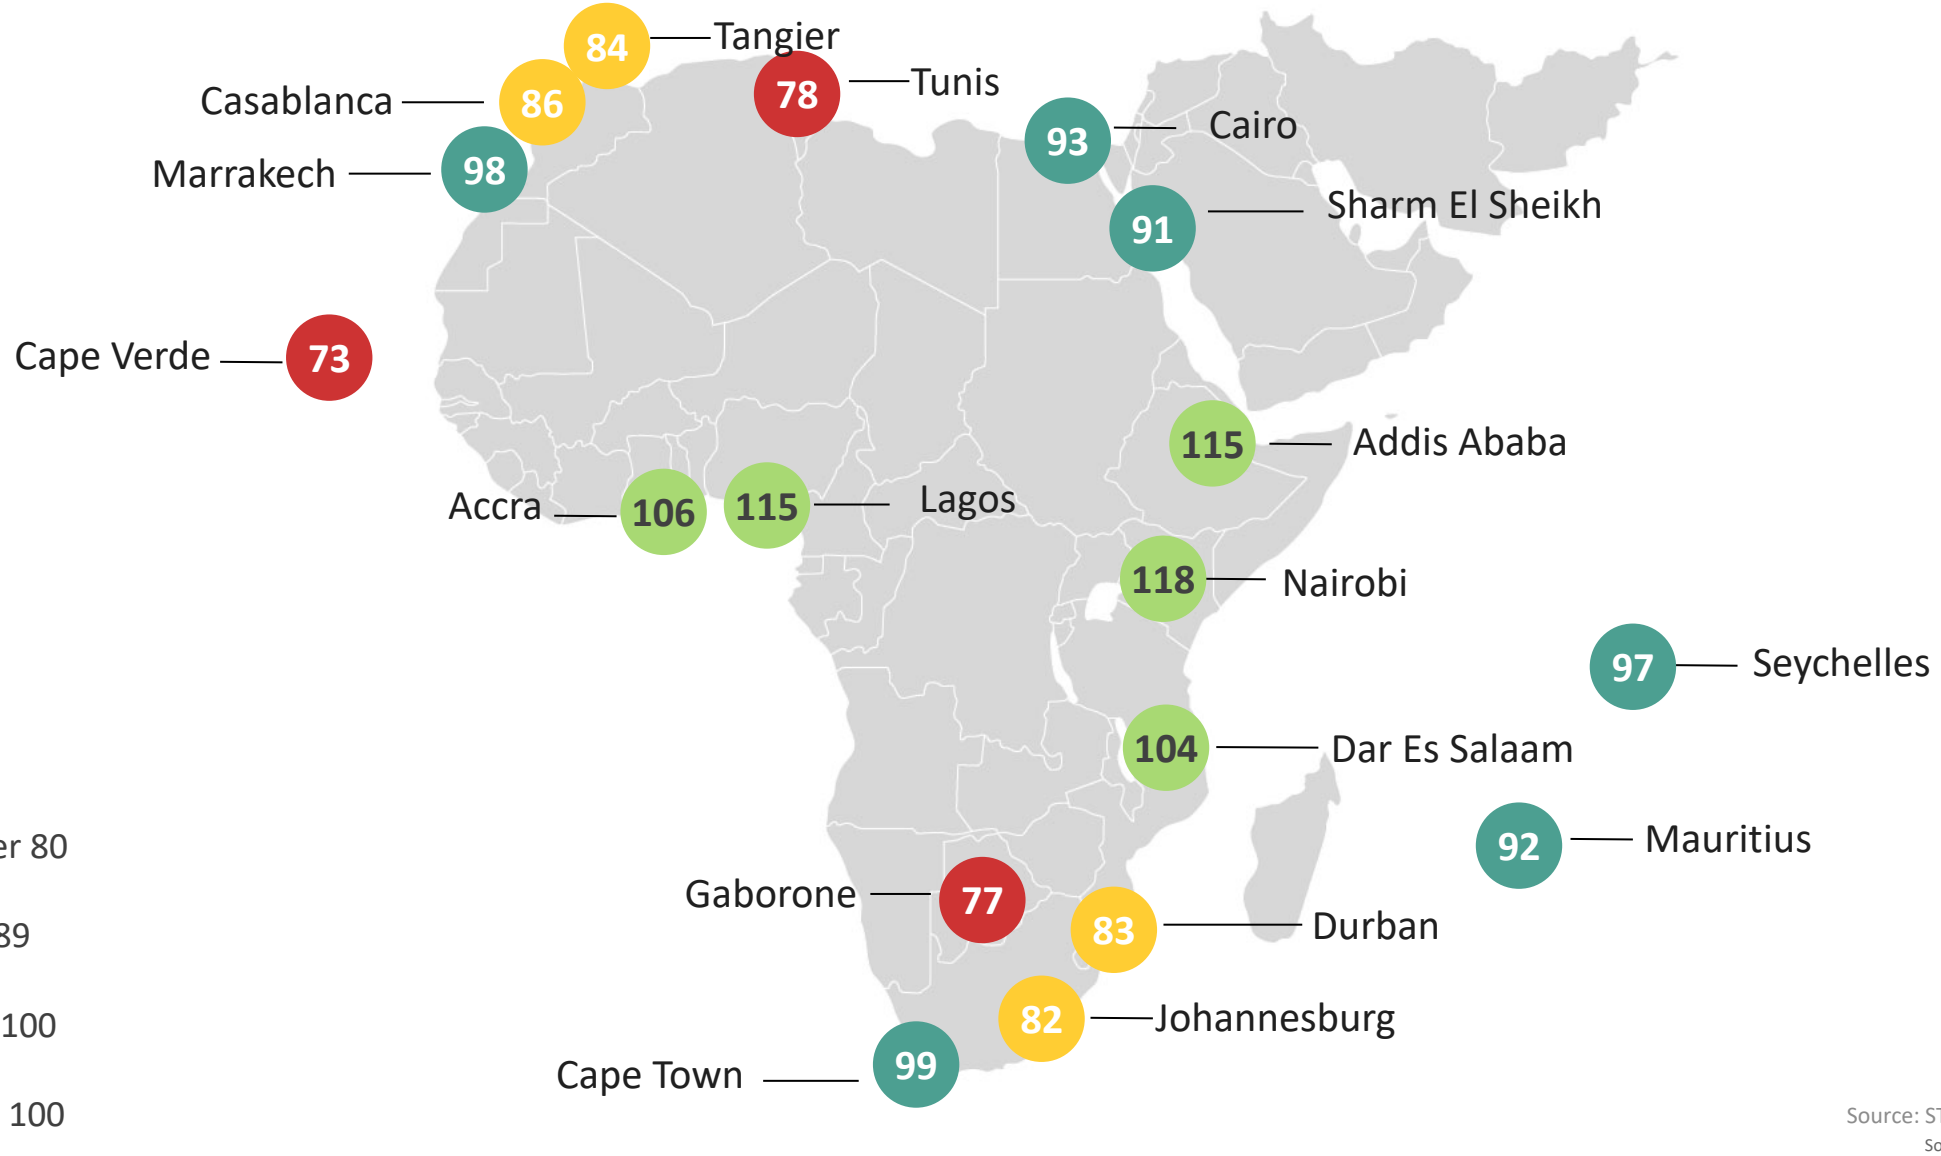 84 Tangier
78 Tunis
Casablanca 86
93 Cairo
Marrakech 98
91 Sharm El Sheikh
Cape Verde 73
115 Addis Ababa
Accra 106
115 Lagos
118 Nairobi
97 Seychelles
104 Dar Es Salaam
80
92 Mauritius
Gaborone 77
83 Durban
89
82 Johannesburg
100
Cape Town 99
100
Source: